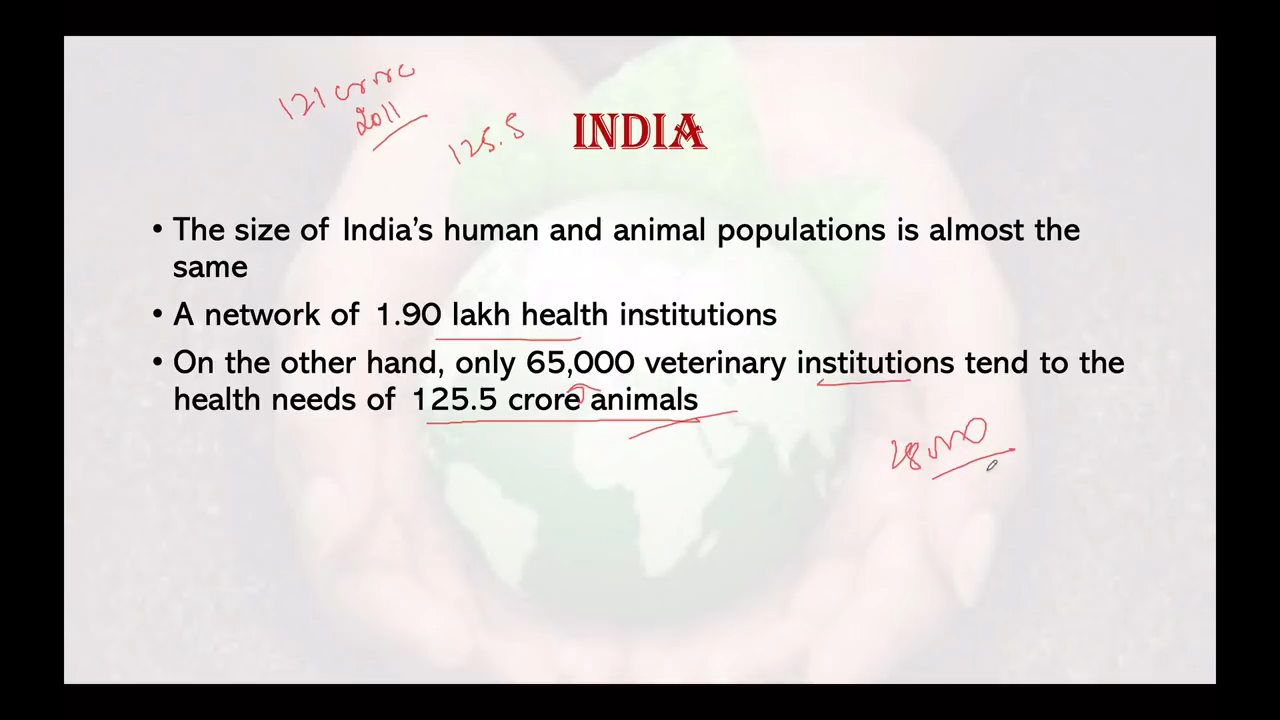 121 crore
2011
125.5
INDIA
• The size of India’s human and animal populations is almost the
same
• A network of 1.90 lakh health institutions
• On the other hand, only 65,000 veterinary institutions tend to the
health needs of 125.5 crore animals